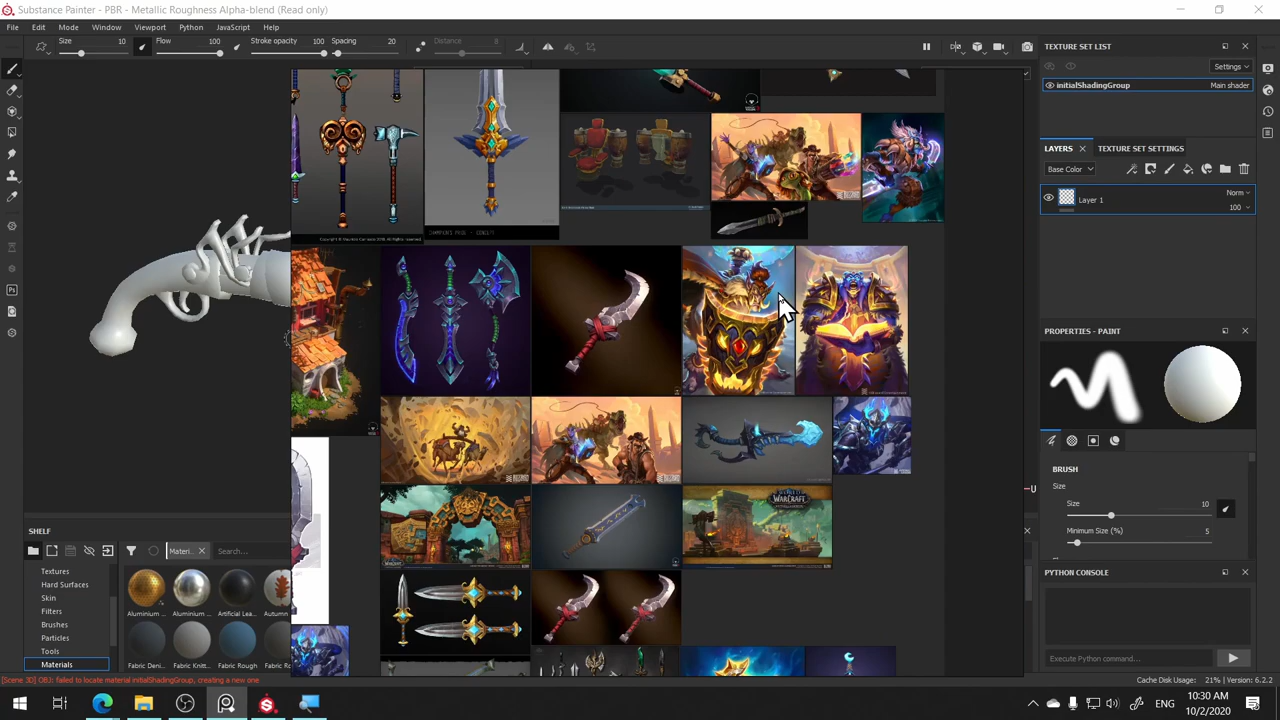 Substance Painter - PBR - Metallic Roughness Alpha-blend (Read only)
File Edit Mode Window Viewport Python JavaScript Help
Size 10 Flow 100 Stroke opacity 100 Spacing 20 Distance 8
TEXTURE SET LIST
Settings
initialShadingGroup Main shader
LAYERS TEXTURE SET SETTINGS
Base Color
Norm
Layer 1
100
PROPERTIES - PAINT
BRUSH
Size
Size 10
Minimum Size (%) 5
PYTHON CONSOLE
Execute Python command...
SHELF
Materi... Search...
Textures
Hard Surfaces
Skin
Filters
Brushes
Particles
Tools
Materials
Aluminium ... Aluminium ... Artificial Lea... Autumn
Fabric Deni... Fabric Knitt... Fabric Rough Fabric Ro
WORLD WARCRAFT
[Scene 3D] OBJ: failed to locate material initialShadingGroup, creating a new one.
Cache Disk Usage: 21% | Version: 6.2.2
ENG
10:30 AM
10/2/2020